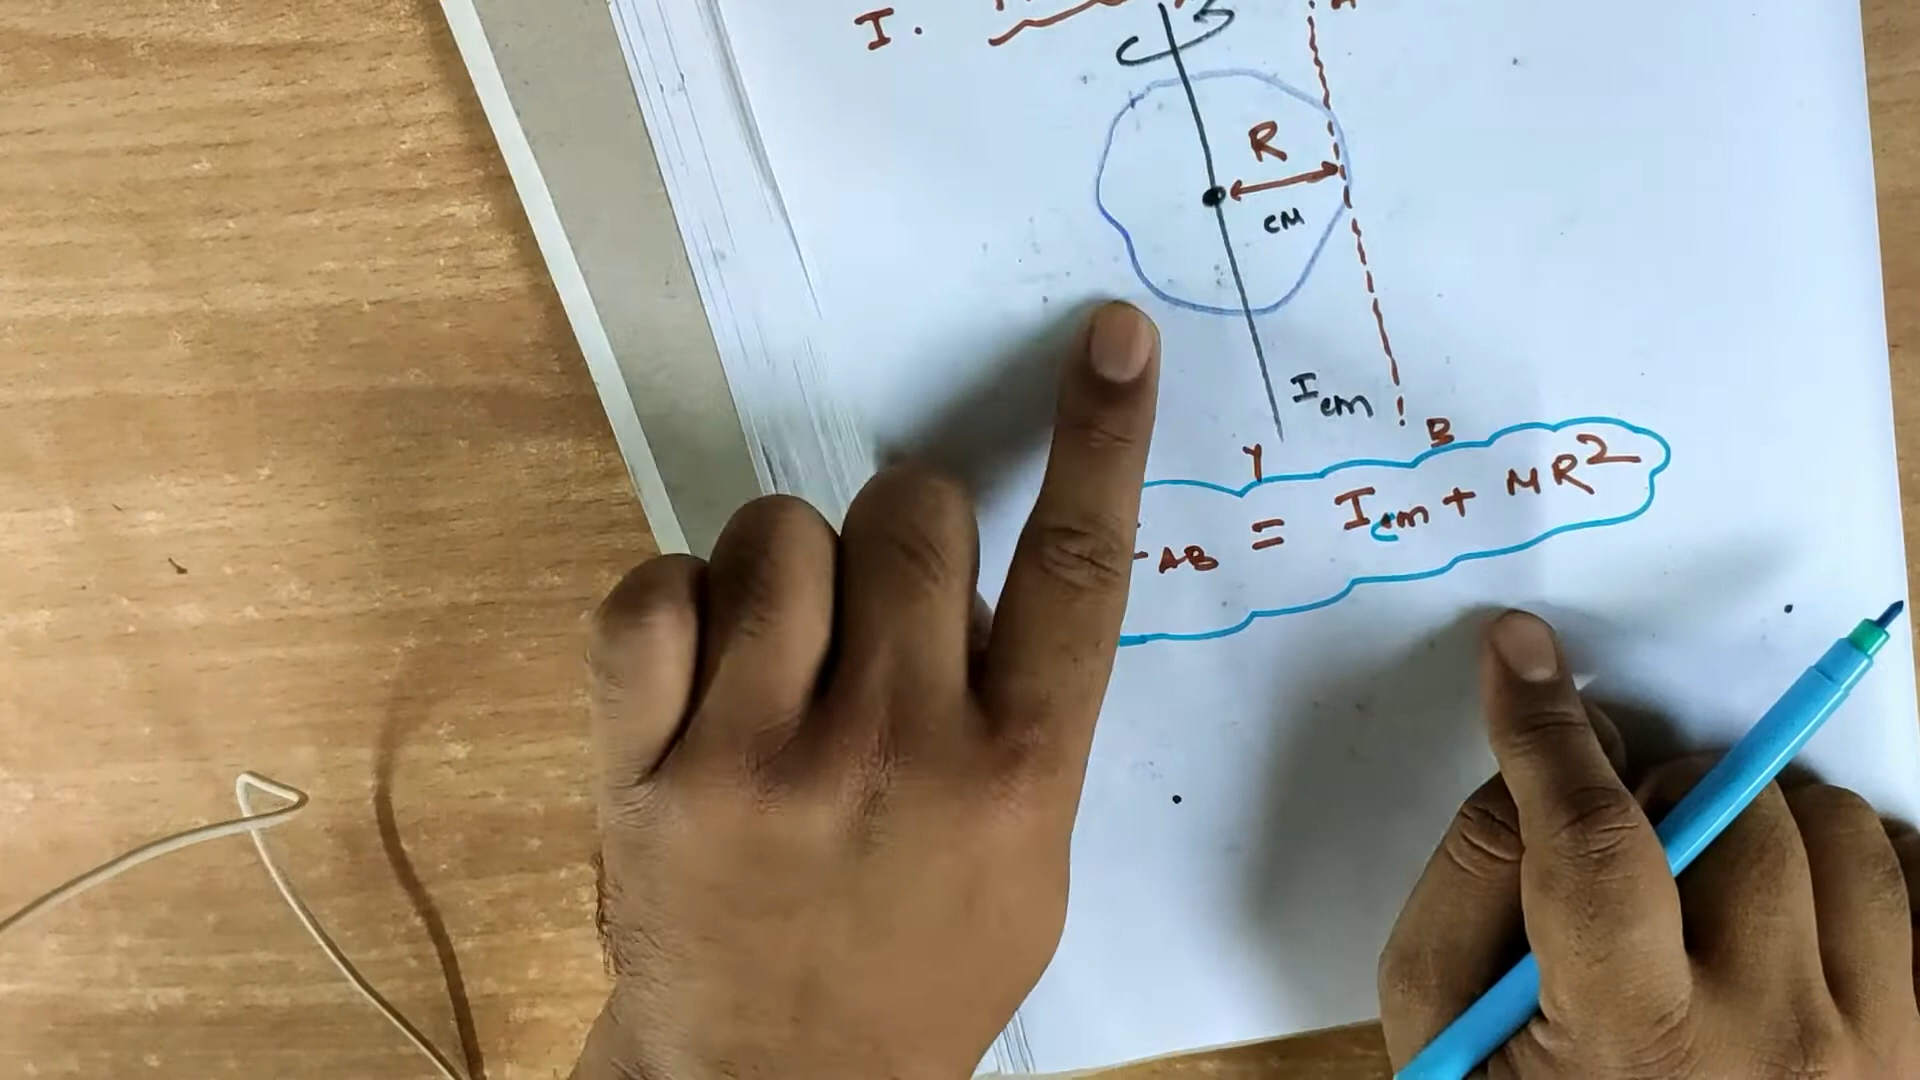 I.
R
CM
Icm
Y
B
AB = Icm + MR²